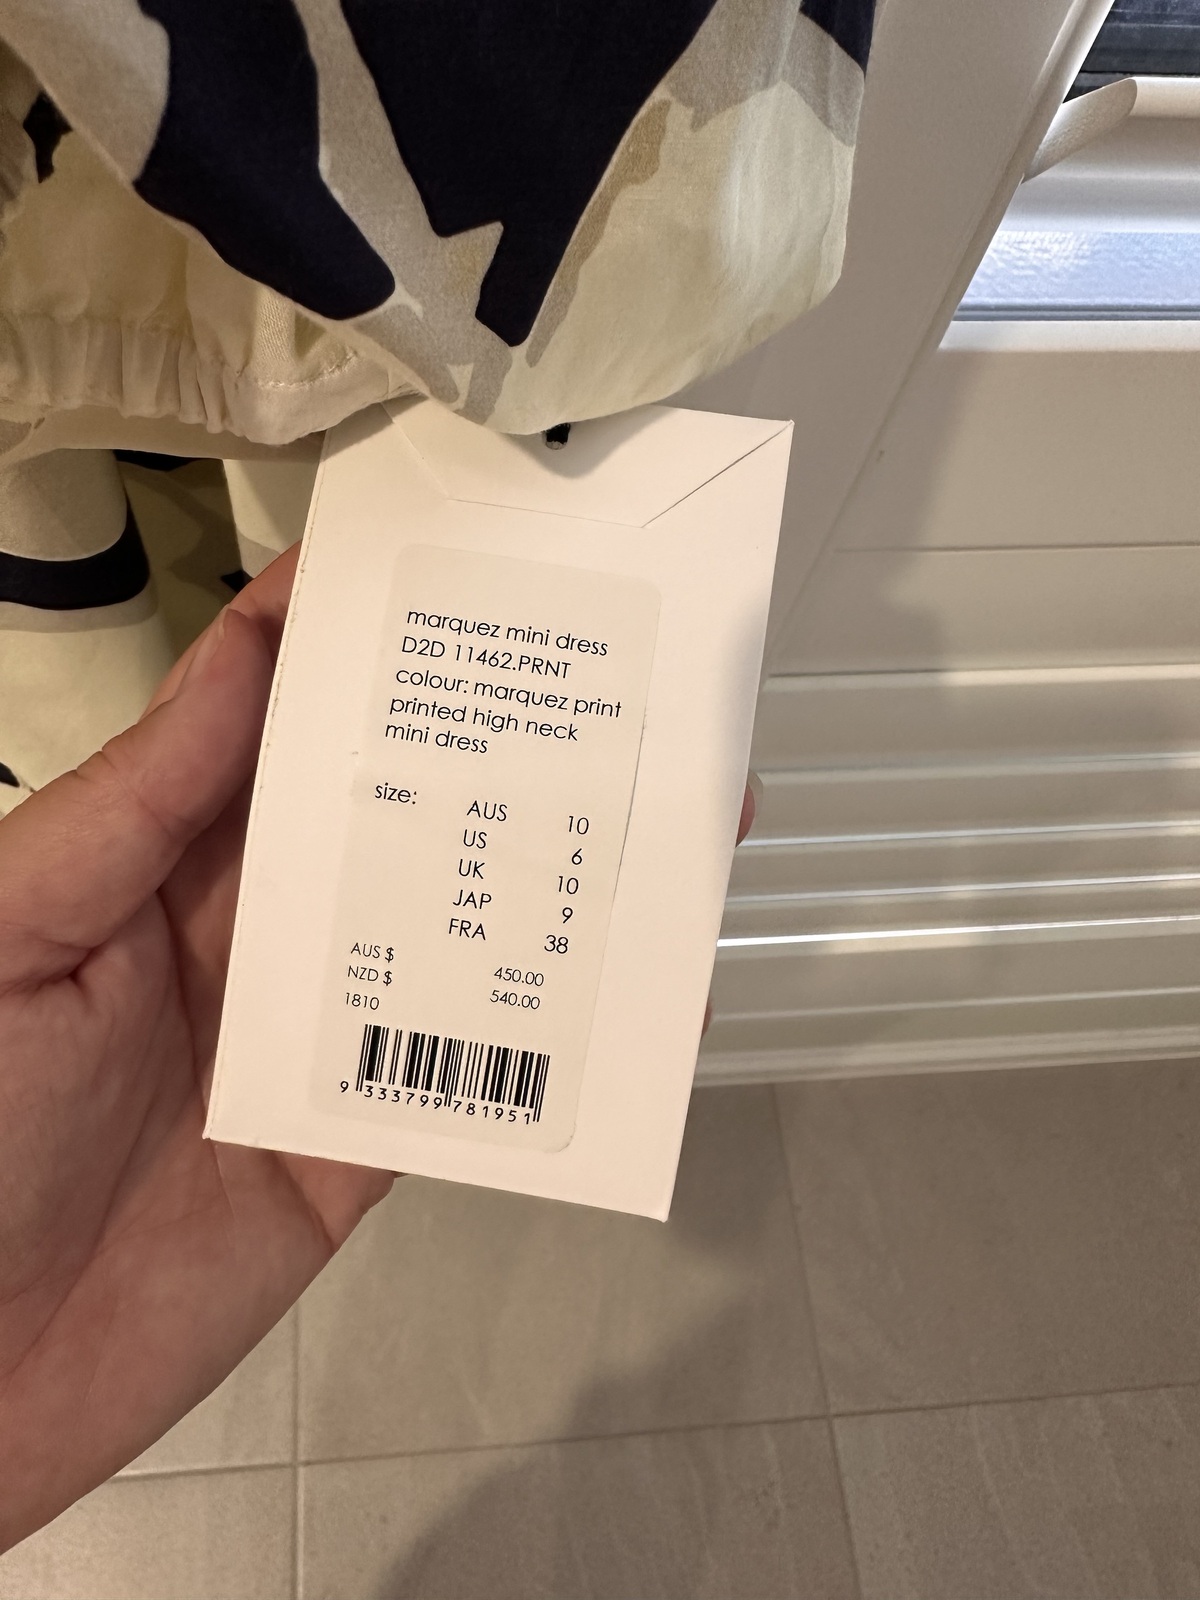 marquez mini dress
D2D 11462.PRNT
colour: marquez print
printed high neck
mini dress
size:
AUS 10
US 6
UK 10
JAP 9
FRA 38
AUS $ 450.00
NZD $ 540.00
1810
9 333799 781951